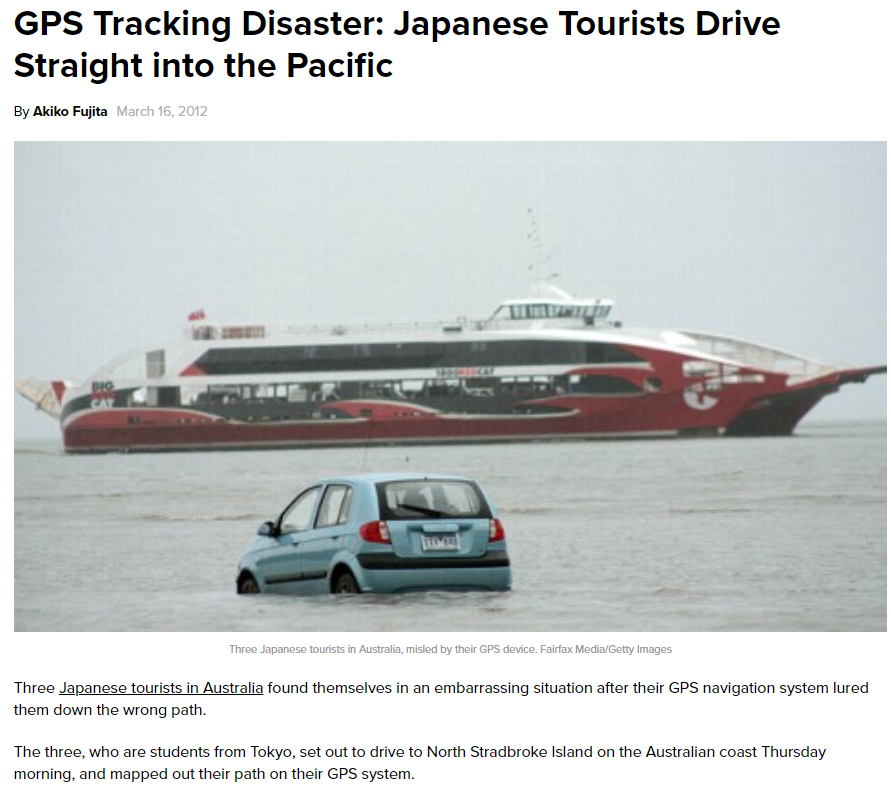 GPS Tracking Disaster: Japanese Tourists Drive
Straight into the Pacific
By Akiko Fujita March 16, 2012
1800REDCAT
BIG
CAT
Three Japanese tourists in Australia, misled by their GPS device. Fairfax Media/Getty Images
Three Japanese tourists in Australia found themselves in an embarrassing situation after their GPS navigation system lured
them down the wrong path.
The three, who are students from Tokyo, set out to drive to North Stradbroke Island on the Australian coast Thursday
morning, and mapped out their path on their GPS system.